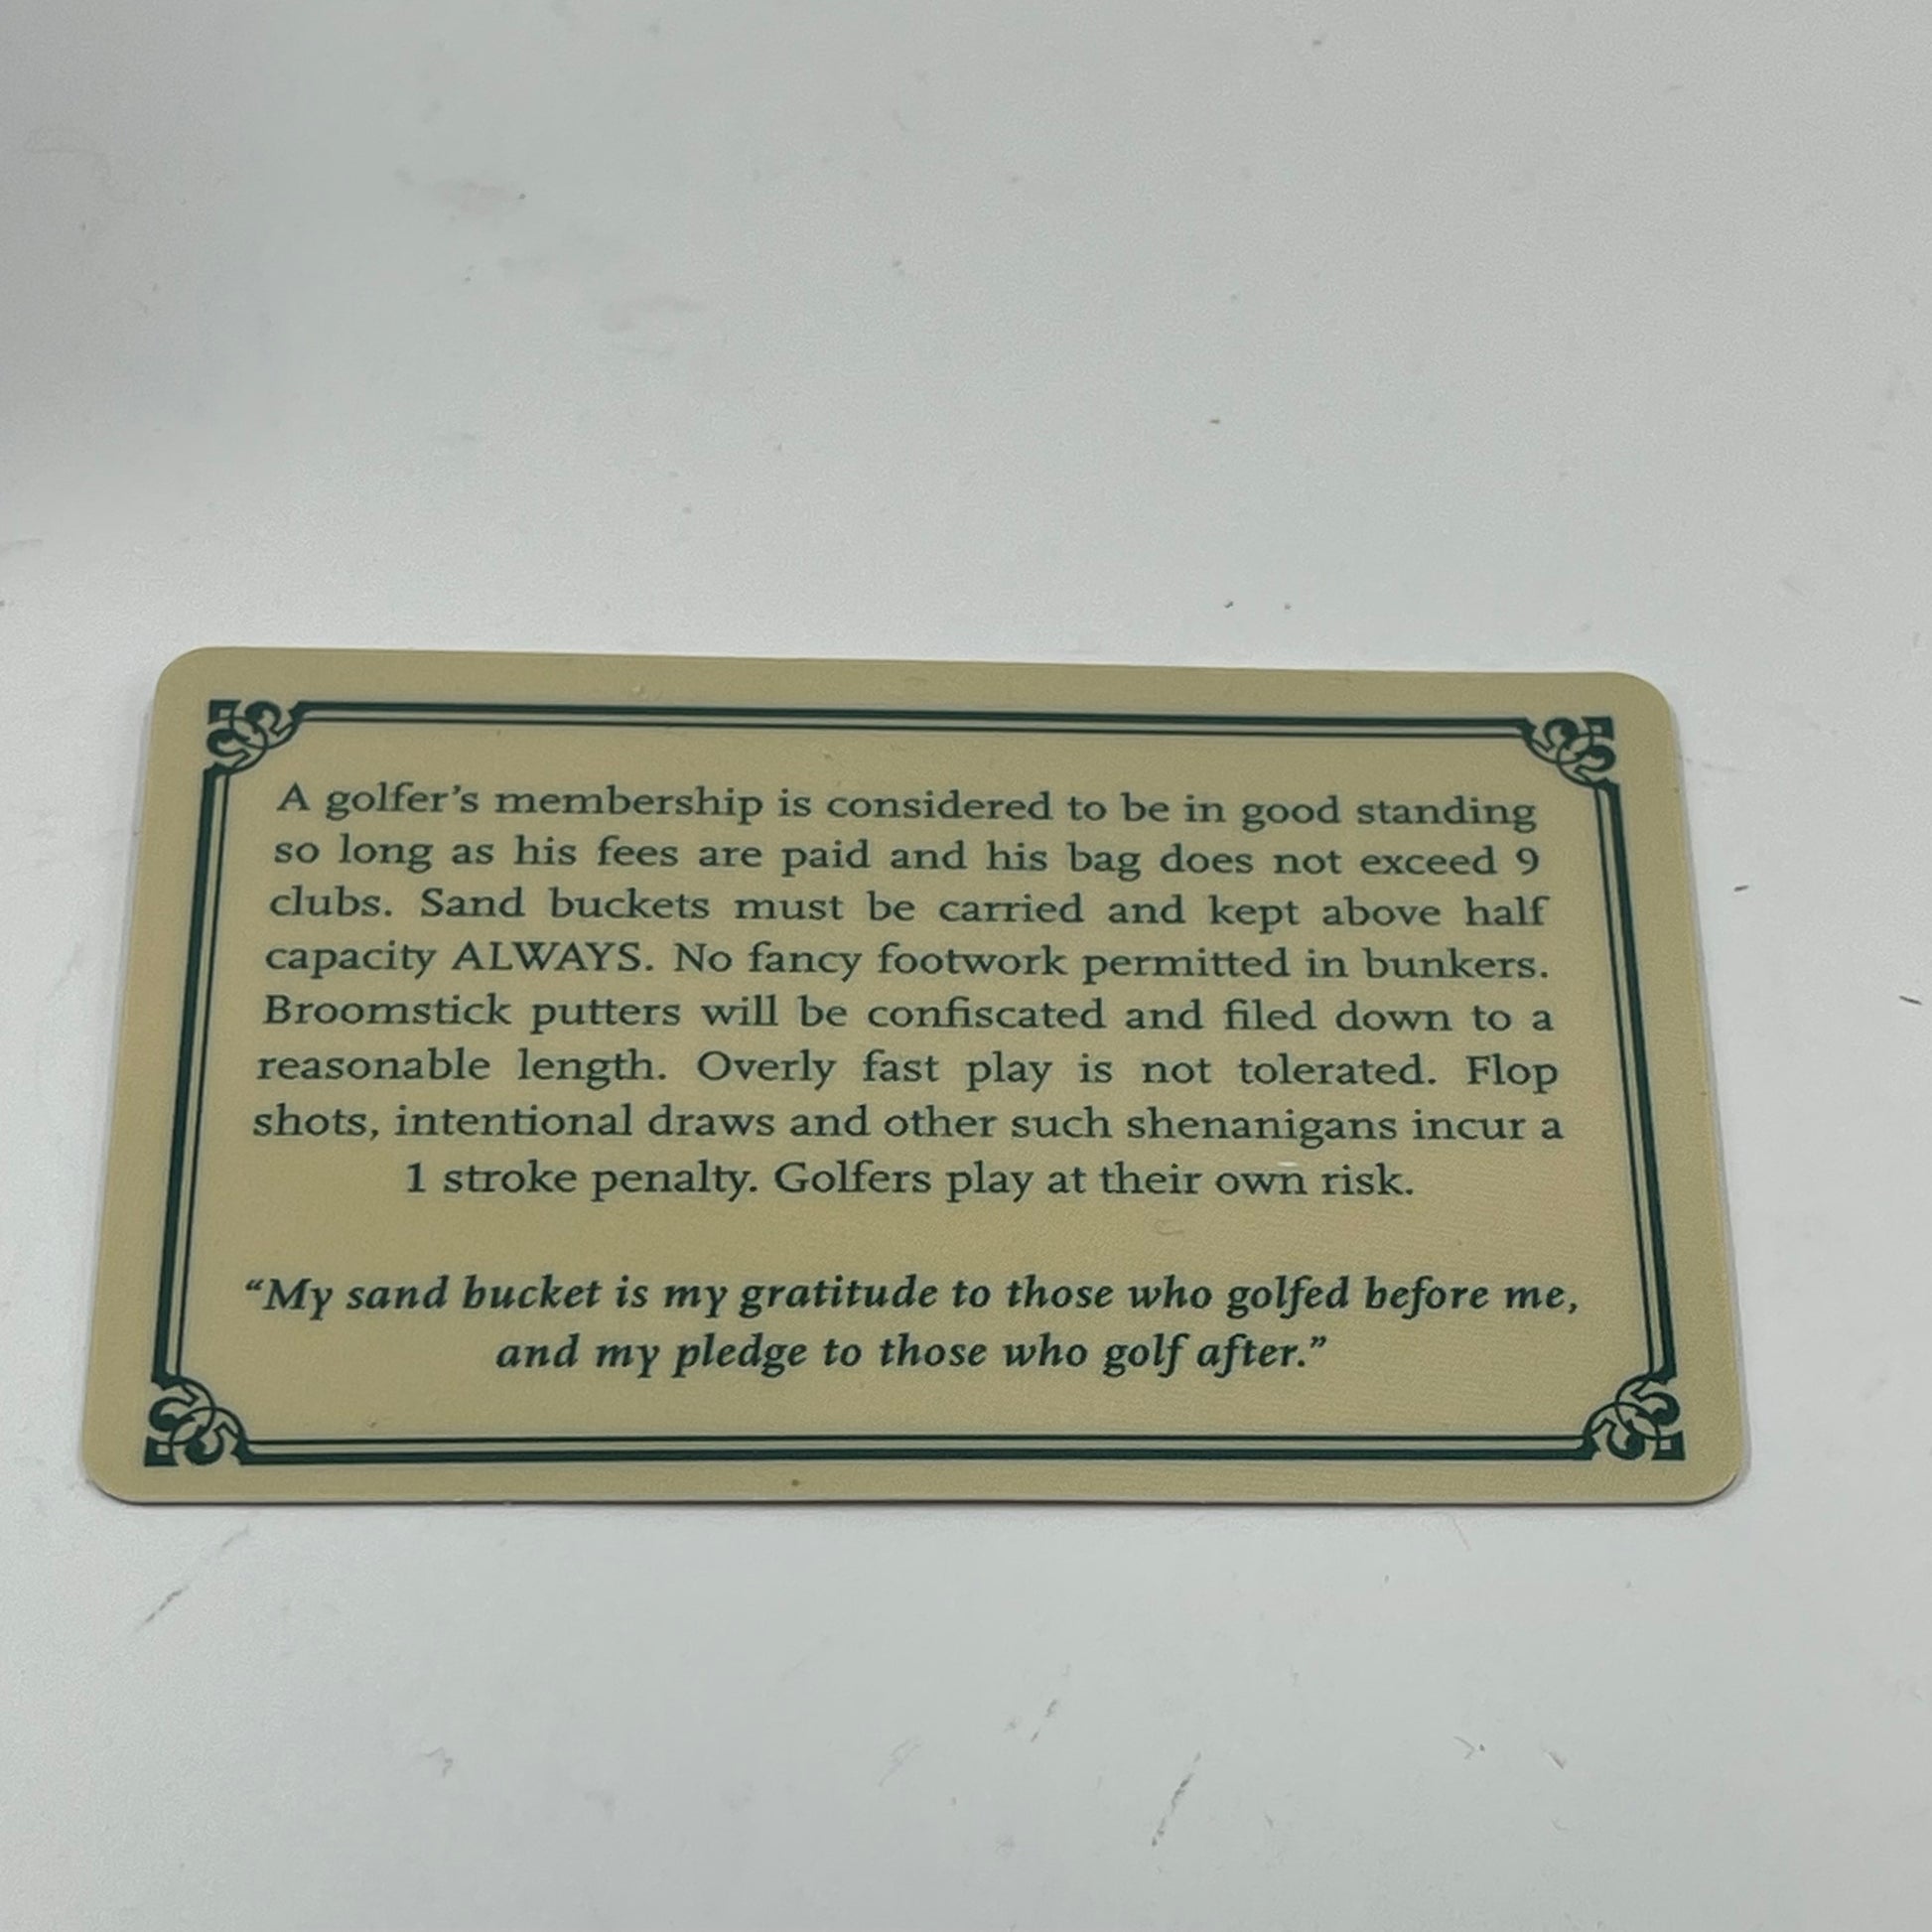 A golfer’s membership is considered to be in good standing
so long as his fees are paid and his bag does not exceed 9
clubs. Sand buckets must be carried and kept above half
capacity ALWAYS. No fancy footwork permitted in bunkers.
Broomstick putters will be confiscated and filed down to a
reasonable length. Overly fast play is not tolerated. Flop
shots, intentional draws and other such shenanigans incur a
1 stroke penalty. Golfers play at their own risk.
“My sand bucket is my gratitude to those who golfed before me,
and my pledge to those who golf after.”